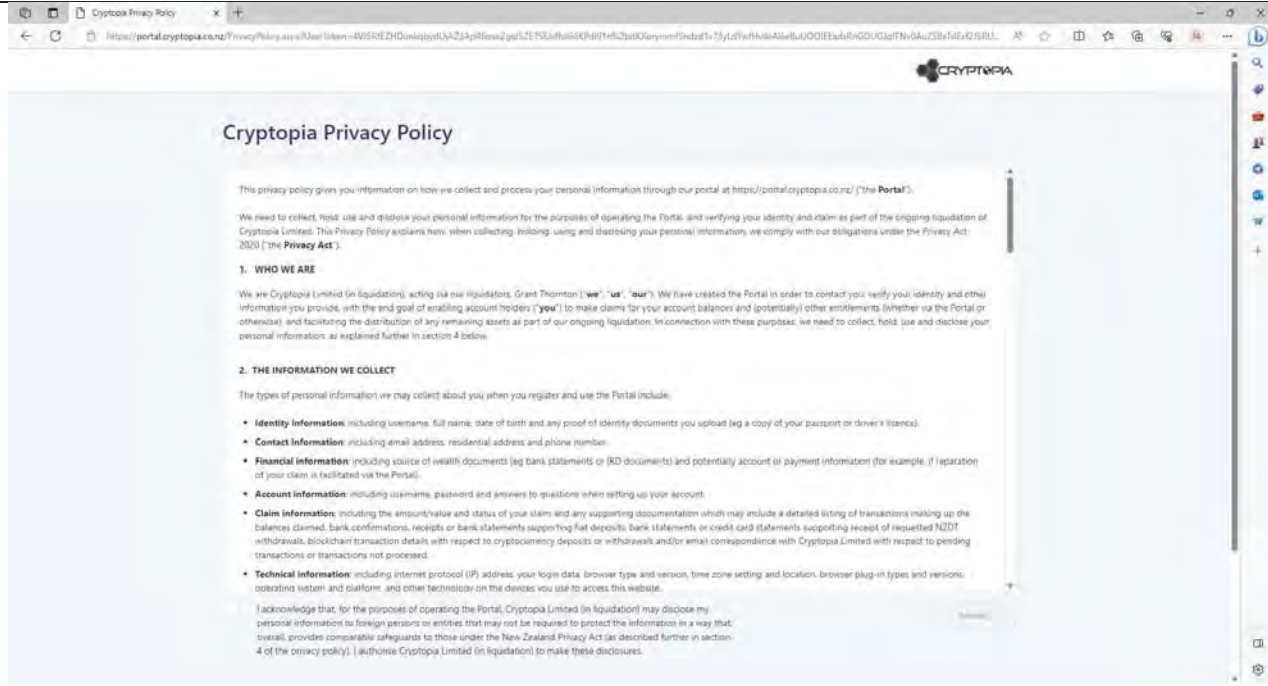 Cryptopia Privacy Policy
https://portal.cryptopia.co.nz/PrivacyPolicy.aspx?
CRYPTOPIA
Cryptopia Privacy Policy
This privacy policy gives you information on how we collect and process your personal information through our portal at https://portal.cryptopia.co.nz/ ("the Portal").
We need to collect, hold, use and disclose your personal information for the purposes of operating the Portal, and verifying your identity and claim as part of the ongoing liquidation of
Cryptopia Limited. This Privacy Policy explains how, when collecting, holding, using and disclosing your personal information, we comply with our obligations under the Privacy Act
2020 ("the Privacy Act").
1. WHO WE ARE
We are Cryptopia Limited (in liquidation), acting via our liquidators, Grant Thornton ("we", "us", "our"). We have created the Portal in order to contact you, verify your identity and other
information you provide, with the end goal of enabling account holders ("you") to make claims for your account balances and (potentially) other entitlements (whether via the Portal or
otherwise), and facilitating the distribution of any remaining assets as part of our ongoing liquidation. In connection with these purposes, we need to collect, hold, use and disclose your
personal information, as explained further in section 4 below.
2. THE INFORMATION WE COLLECT
The types of personal information we may collect about you when you register and use the Portal include:
• Identity Information: including username, full name, date of birth and any proof of identity documents you upload (eg a copy of your passport or driver's licence).
• Contact information: including email address, residential address and phone number.
• Financial information: including source of wealth documents (eg bank statements or IRD documents) and potentially account or payment information (for example, if reparation
of your claim is facilitated via the Portal).
• Account information: including username, password and answers to questions when setting up your account.
• Claim information: including the amount/value and status of your claim and any supporting documentation which may include a detailed listing of transactions making up the
balances claimed, bank confirmations, receipts or bank statements supporting fiat deposits, bank statements or credit card statements supporting receipt of requested NZDT
withdrawals, blockchain transaction details with respect to cryptocurrency deposits or withdrawals and/or email correspondence with Cryptopia Limited with respect to pending
transactions or transactions not processed.
• Technical information: including internet protocol (IP) address, your login data, browser type and version, time zone setting and location, browser plug-in types and versions,
operating system and platform, and other technology on the devices you use to access this website.
I acknowledge that, for the purposes of operating the Portal, Cryptopia Limited (in liquidation) may disclose my
personal information to foreign persons or entities that may not be required to protect the information in a way that,
overall, provides comparable safeguards to those under the New Zealand Privacy Act (as described further in section
4 of the privacy policy). I authorise Cryptopia Limited (in liquidation) to make these disclosures.